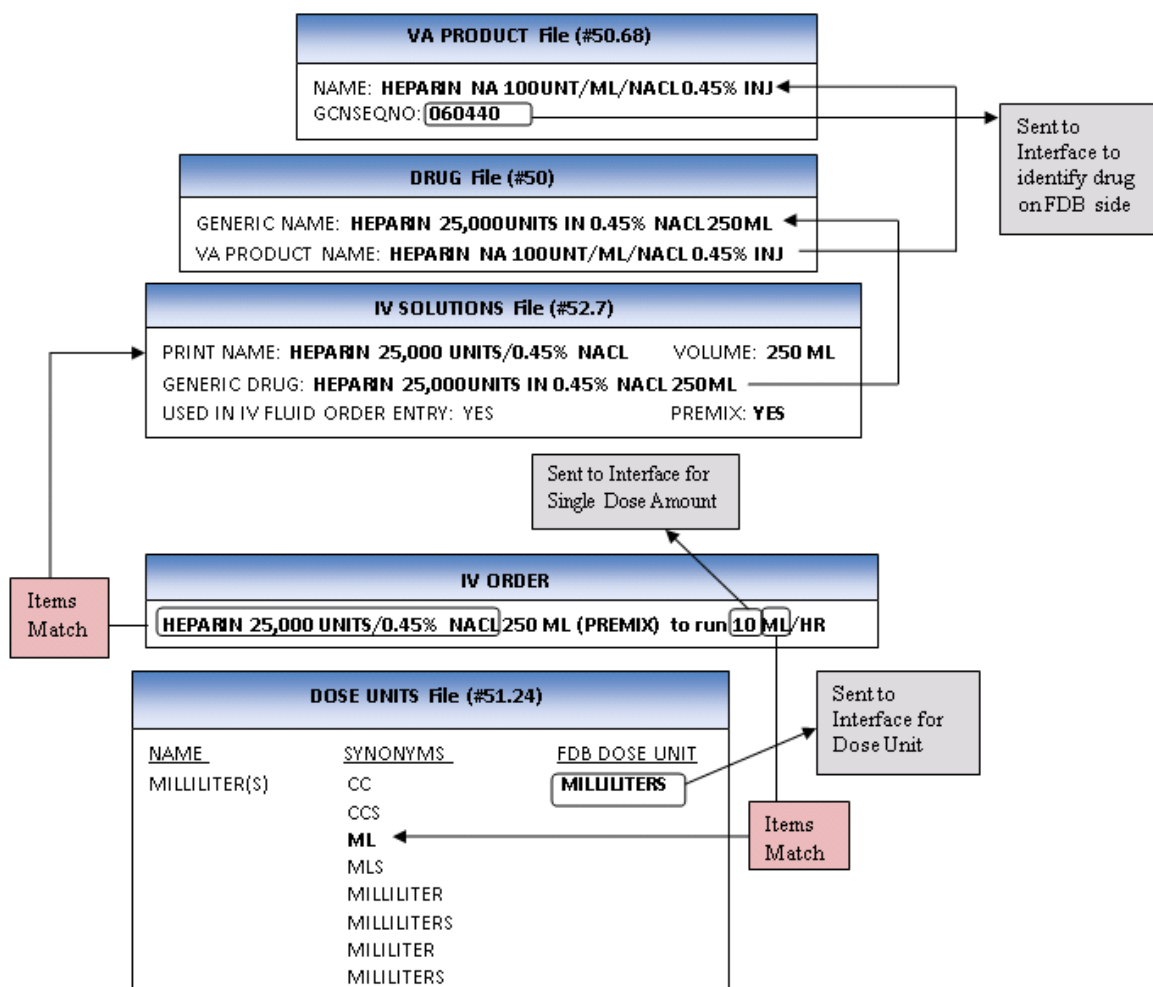 VA PRODUCT File (#50.68)
NAME: HEPARIN NA 100UNT/ML/NACL 0.45% INJ
GCNSEQNO: 060440
Sent to
Interface to
identify drug
on FDB side
DRUG File (#50)
GENERIC NAME: HEPARIN 25,000UNITS IN 0.45% NACL 250ML
VA PRODUCT NAME: HEPARIN NA 100UNT/ML/NACL 0.45% INJ
IV SOLUTIONS File (#52.7)
PRINT NAME: HEPARIN 25,000 UNITS/0.45% NACL VOLUME: 250 ML
GENERIC DRUG: HEPARIN 25,000UNITS IN 0.45% NACL 250ML
USED IN IV FLUID ORDER ENTRY: YES PREMIX: YES
Sent to Interface for
Single Dose Amount
IV ORDER
Items
Match
HEPARIN 25,000 UNITS/0.45% NACL 250 ML (PREMIX) to run 10 ML/HR
DOSE UNITS File (#51.24)
Sent to
Interface for
Dose Unit
NAME SYNONYMS FDB DOSE UNIT
MILLILITER(S) CC MILLILITERS
CCS
ML
MLS
MILLILITER
MILLILITERS
MILILITER
MILILITERS
Items
Match